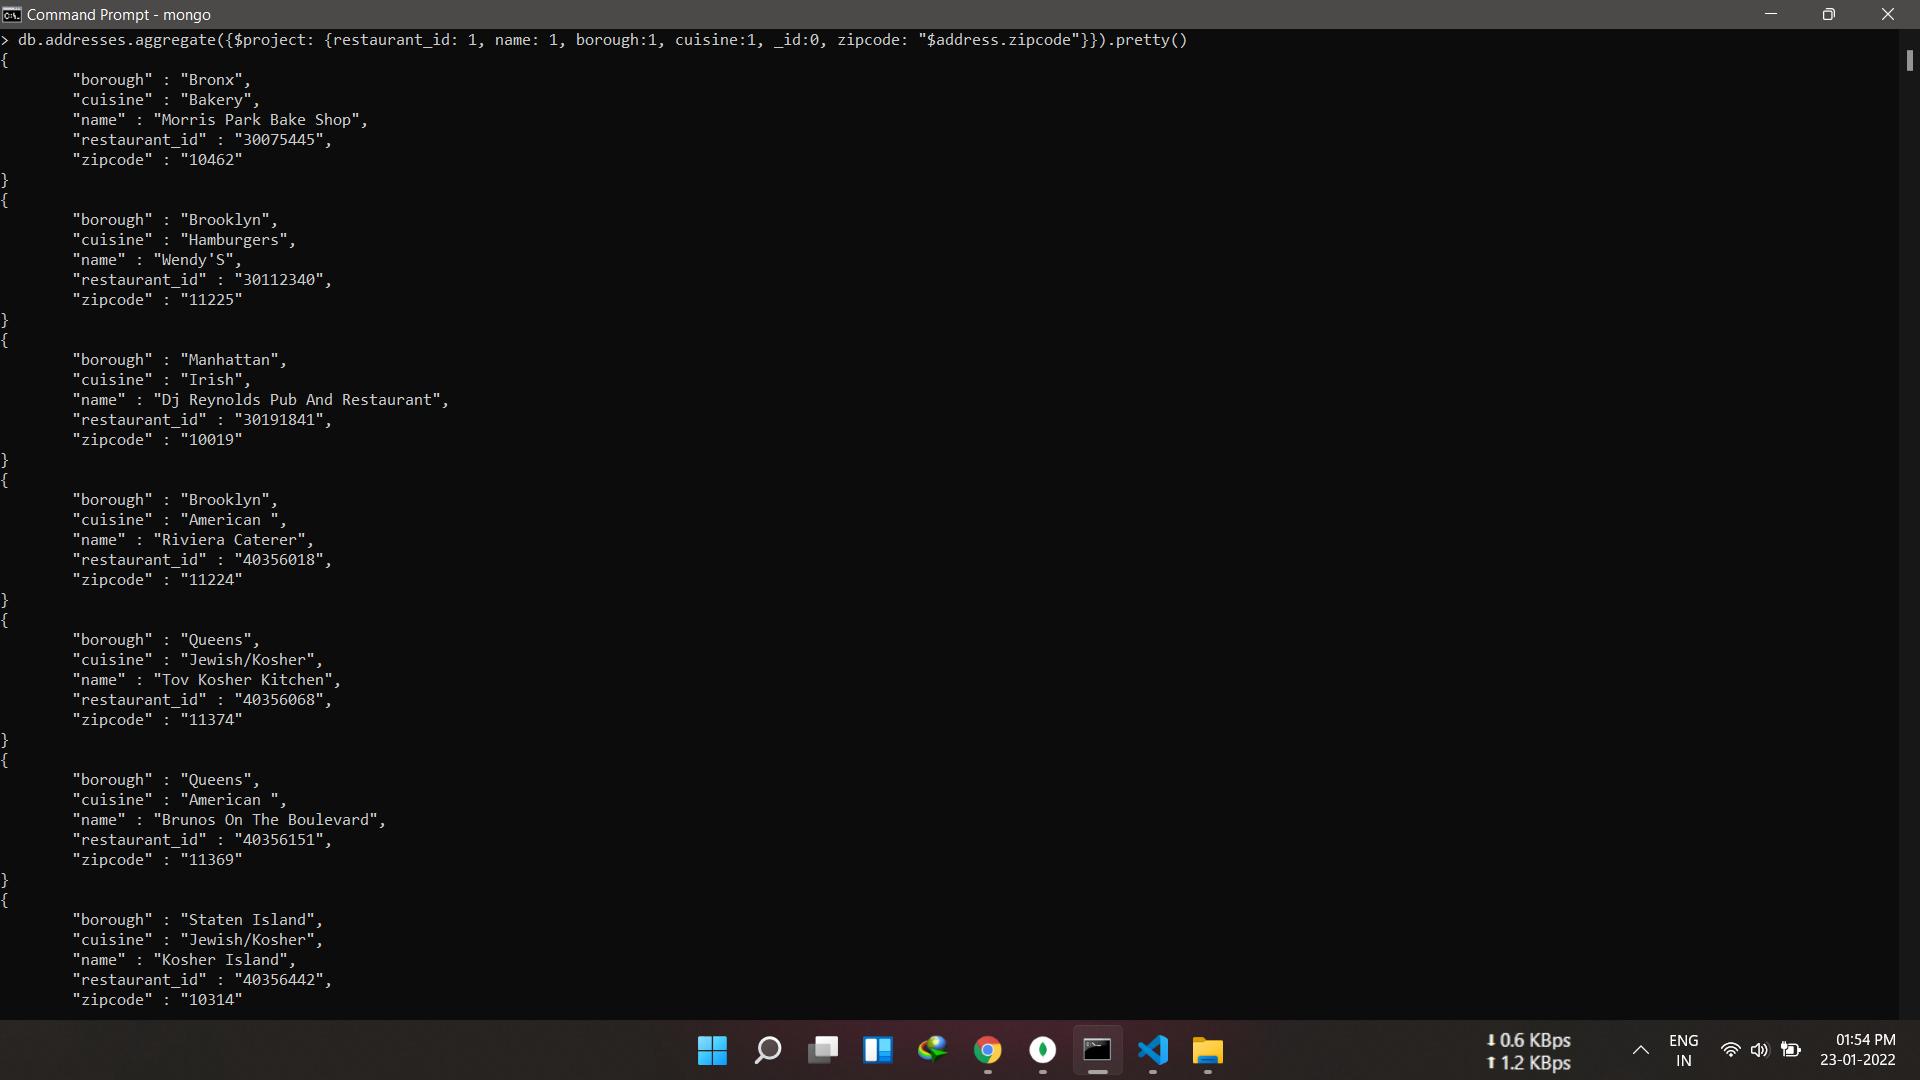 Command Prompt - mongo
> db.addresses.aggregate({$project: {restaurant_id: 1, name: 1, borough:1, cuisine:1, _id:0, zipcode: "$address.zipcode"}}).pretty()
{
"borough" : "Bronx",
"cuisine" : "Bakery",
"name" : "Morris Park Bake Shop",
"restaurant_id" : "30075445",
"zipcode" : "10462"
}
{
"borough" : "Brooklyn",
"cuisine" : "Hamburgers",
"name" : "Wendy'S",
"restaurant_id" : "30112340",
"zipcode" : "11225"
}
{
"borough" : "Manhattan",
"cuisine" : "Irish",
"name" : "Dj Reynolds Pub And Restaurant",
"restaurant_id" : "30191841",
"zipcode" : "10019"
}
{
"borough" : "Brooklyn",
"cuisine" : "American ",
"name" : "Riviera Caterer",
"restaurant_id" : "40356018",
"zipcode" : "11224"
}
{
"borough" : "Queens",
"cuisine" : "Jewish/Kosher",
"name" : "Tov Kosher Kitchen",
"restaurant_id" : "40356068",
"zipcode" : "11374"
}
{
"borough" : "Queens",
"cuisine" : "American ",
"name" : "Brunos On The Boulevard",
"restaurant_id" : "40356151",
"zipcode" : "11369"
}
{
"borough" : "Staten Island",
"cuisine" : "Jewish/Kosher",
"name" : "Kosher Island",
"restaurant_id" : "40356442",
"zipcode" : "10314"
0.6 KBps
1.2 KBps
ENG
IN
01:54 PM
23-01-2022